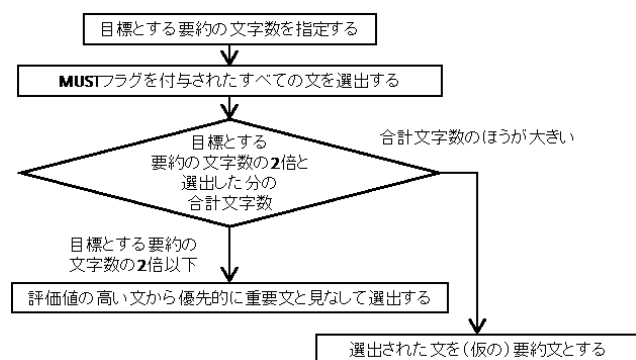 目標とする要約の文字数を指定する
MUSTフラグを付与されたすべての文を選出する
目標とする
要約の文字数の2倍と
選出した分の
合計文字数
合計文字数のほうが大きい
目標とする要約の
文字数の2倍以下
評価値の高い文から優先的に重要文と見なして選出する
選出された文を(仮の)要約文とする